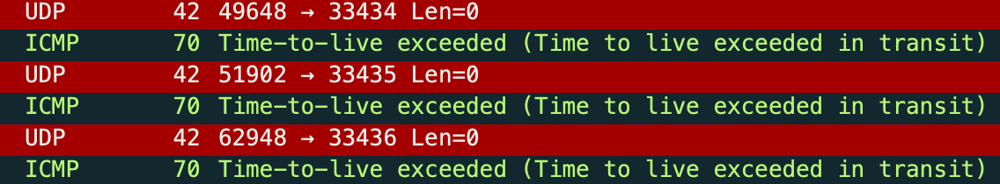 UDP 42 49648 → 33434 Len=0
ICMP 70 Time-to-live exceeded (Time to live exceeded in transit)
UDP 42 51902 → 33435 Len=0
ICMP 70 Time-to-live exceeded (Time to live exceeded in transit)
UDP 42 62948 → 33436 Len=0
ICMP 70 Time-to-live exceeded (Time to live exceeded in transit)